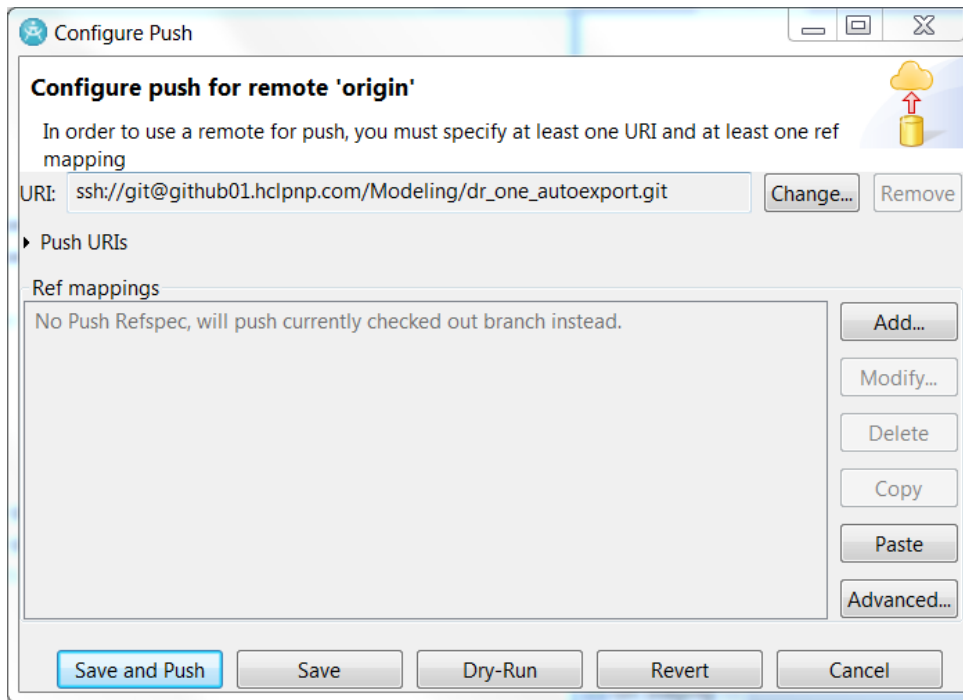 Configure Push
Configure push for remote 'origin'
In order to use a remote for push, you must specify at least one URI and at least one ref
mapping
URI: ssh://git@github01.hclpnp.com/Modeling/dr_one_autoexport.git Change... Remove
Push URIs
Ref mappings
No Push Refspec, will push currently checked out branch instead.
Add...
Modify...
Delete
Copy
Paste
Advanced...
Save and Push Save Dry-Run Revert Cancel